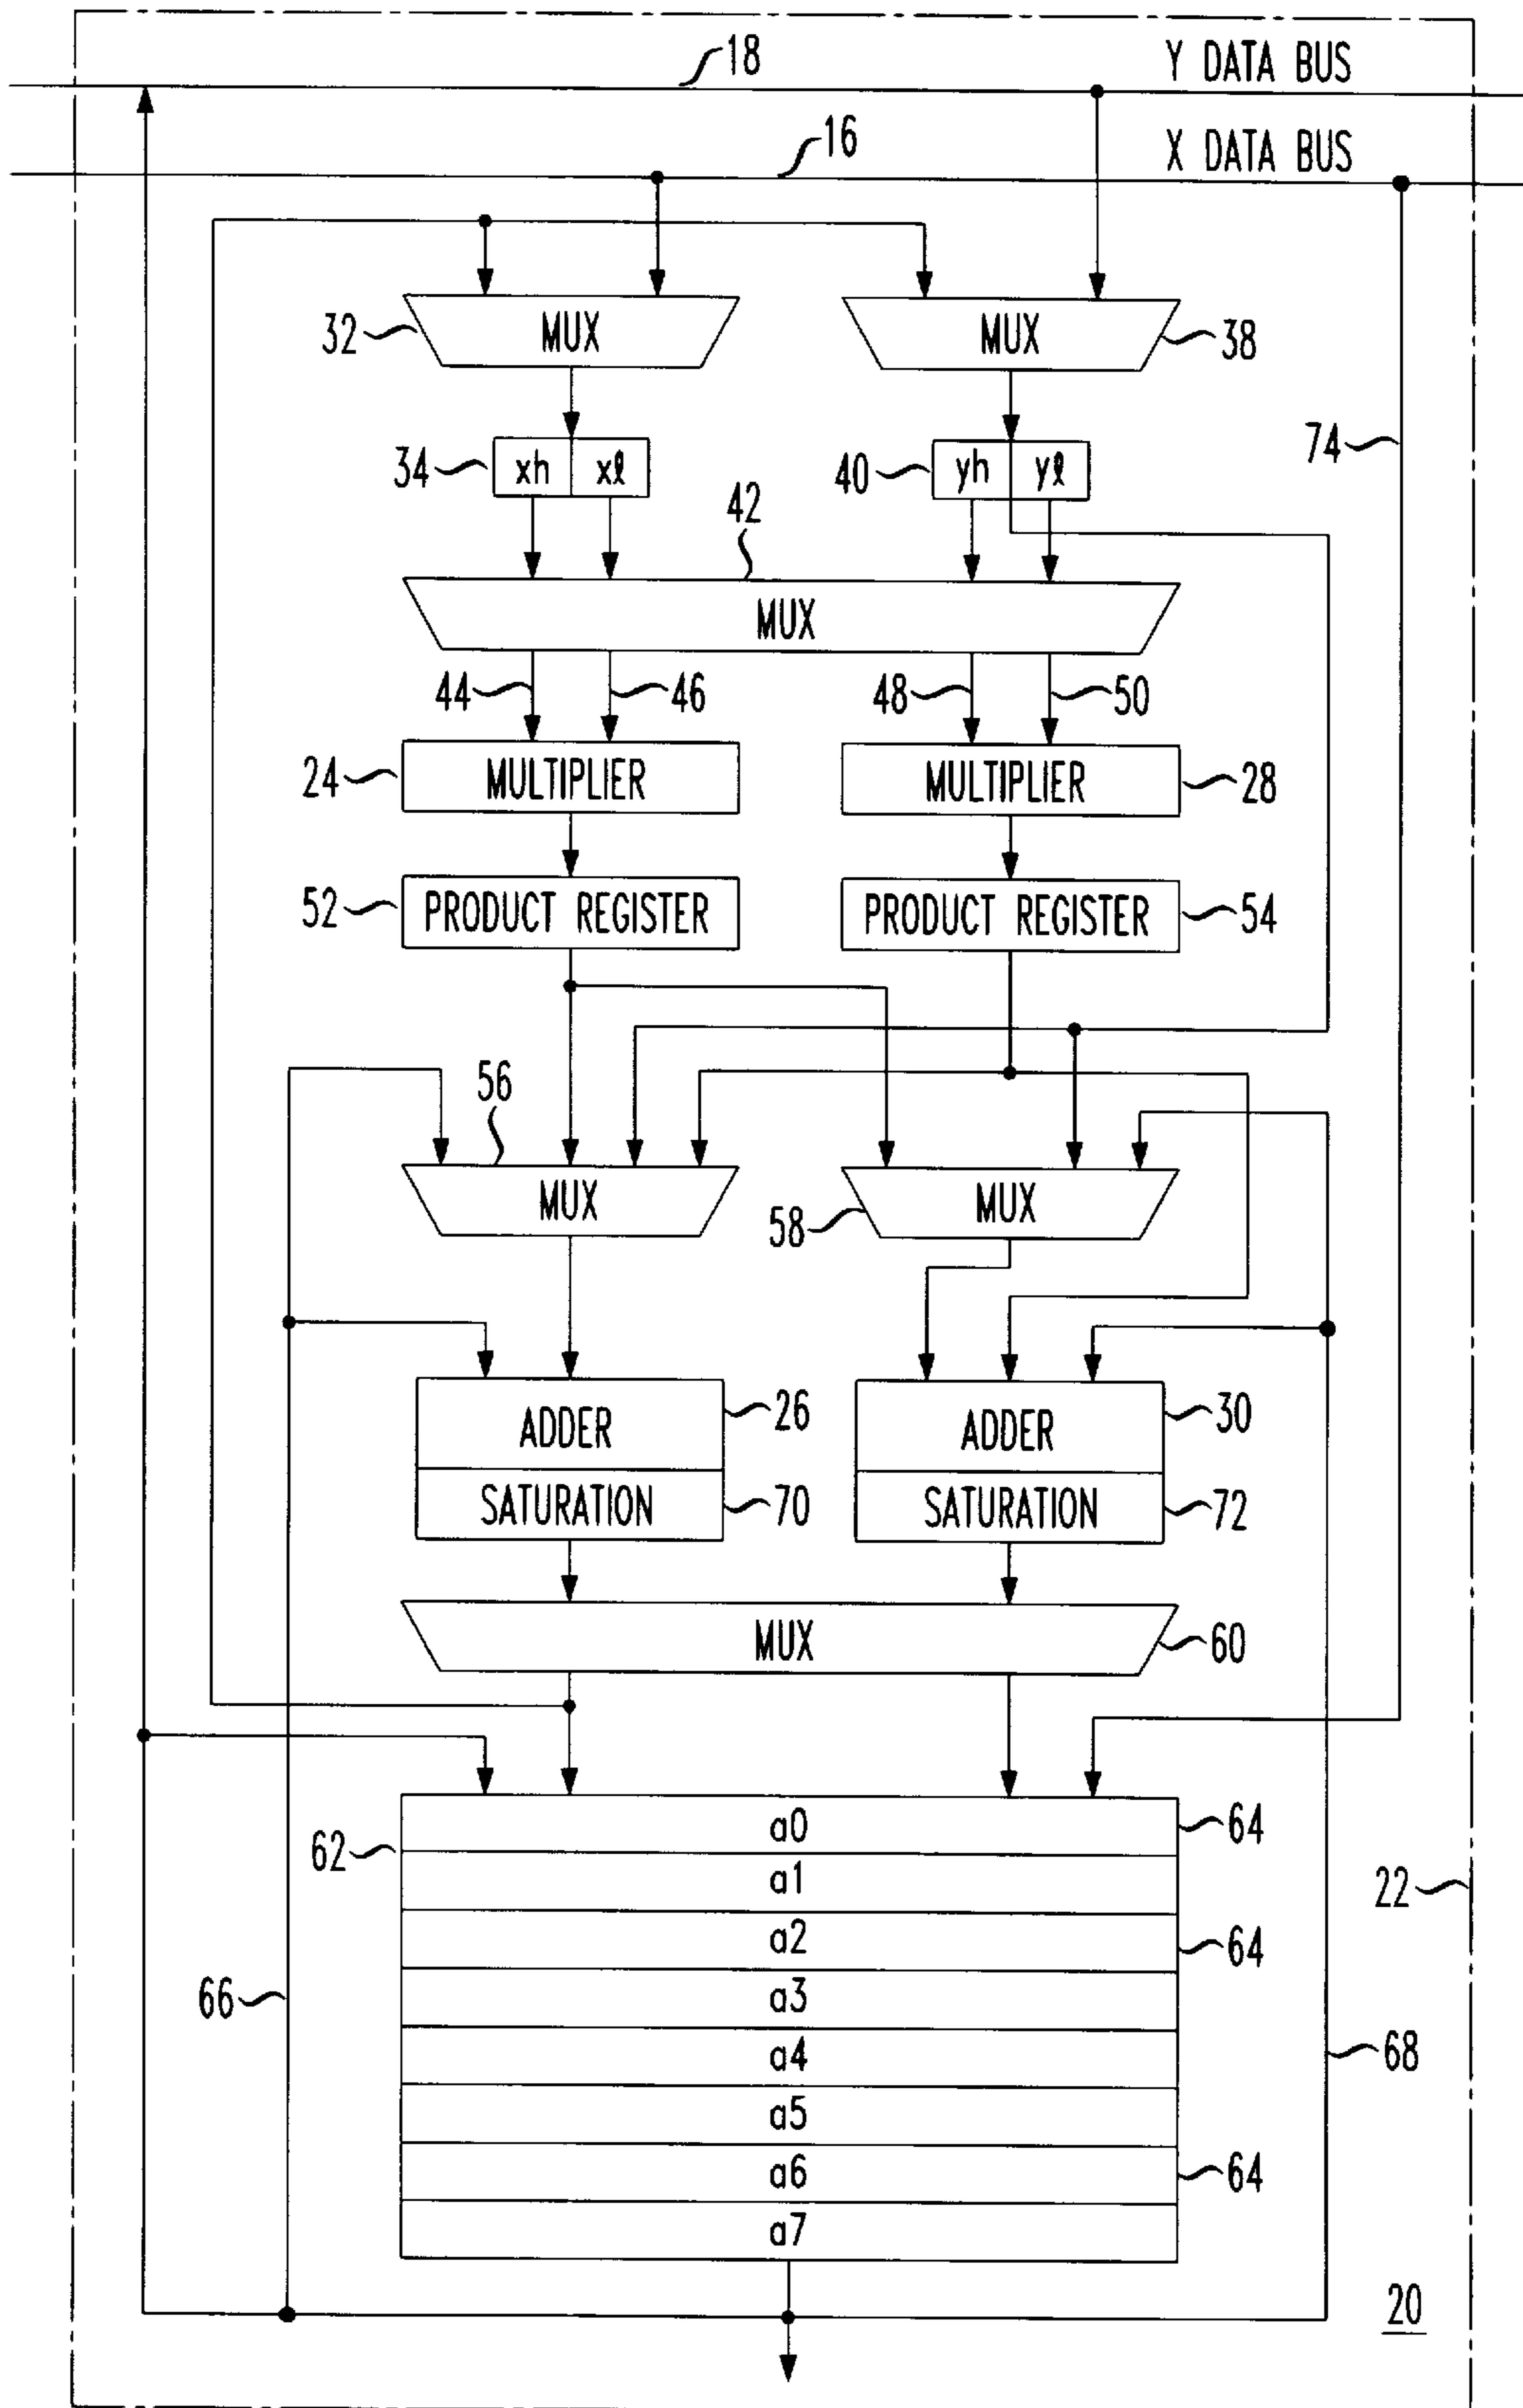 18
Y DATA BUS
16
X DATA BUS
32
MUX
MUX
38
34
xh
xℓ
40
yh
yℓ
74
42
MUX
44
46
48
50
24
MULTIPLIER
MULTIPLIER
28
52
PRODUCT REGISTER
PRODUCT REGISTER
54
56
MUX
58
MUX
ADDER
26
ADDER
30
SATURATION
70
SATURATION
72
MUX
60
62
a0
64
a1
22
a2
64
66
a3
a4
68
a5
a6
64
a7
20